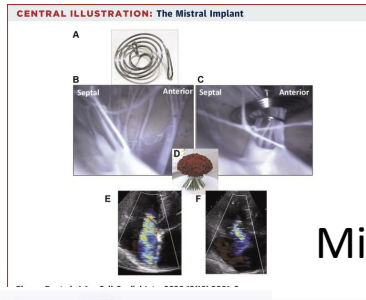 CENTRAL ILLUSTRATION: The Mistral Implant
A
B
C
Septal
Anterior
Septal
Anterior
D
E
F
Mi